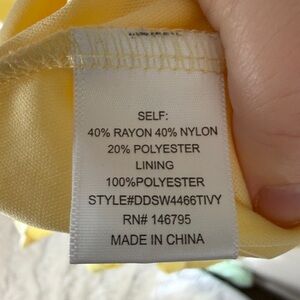 SELF:
40% RAYON 40% NYLON
20% POLYESTER
LINING
100%POLYESTER
STYLE#DDSW4466TIVY
RN# 146795
MADE IN CHINA